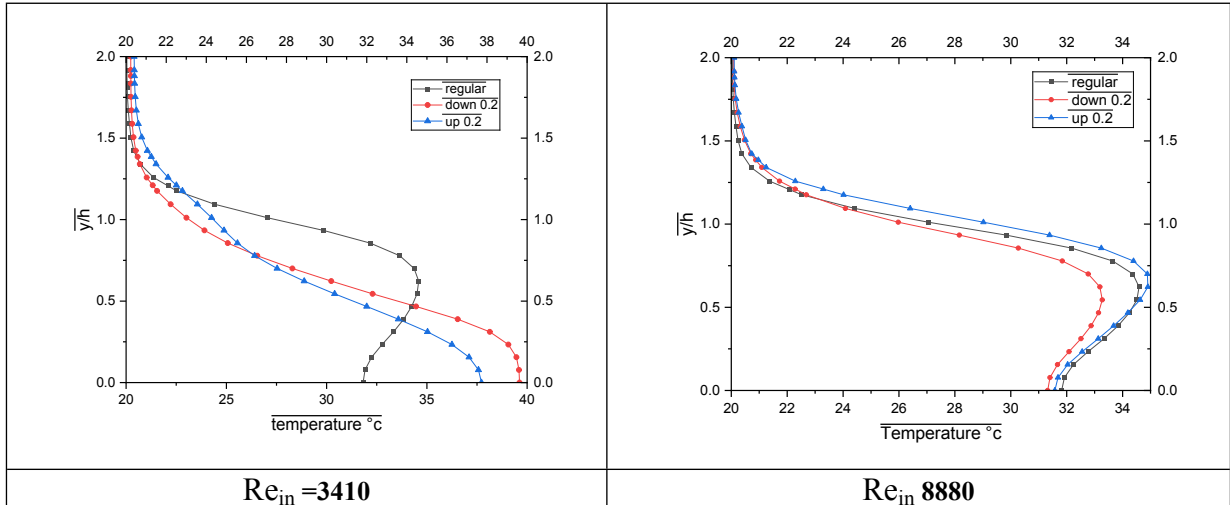 20 22 24 26 28 30 32 34 36 38 40
2.0 2.0
regular
down 0.2
up 0.2
1.5 1.5
y/h
1.0 1.0
0.5 0.5
0.0 0.0
20 25 30 35 40
temperature °c
Re_in =3410
20 22 24 26 28 30 32 34
2.0 2.0
regular
down 0.2
up 0.2
1.5 1.5
y/h
1.0 1.0
0.5 0.5
0.0 0.0
20 22 24 26 28 30 32 34
Temperature °c
Re_in 8880